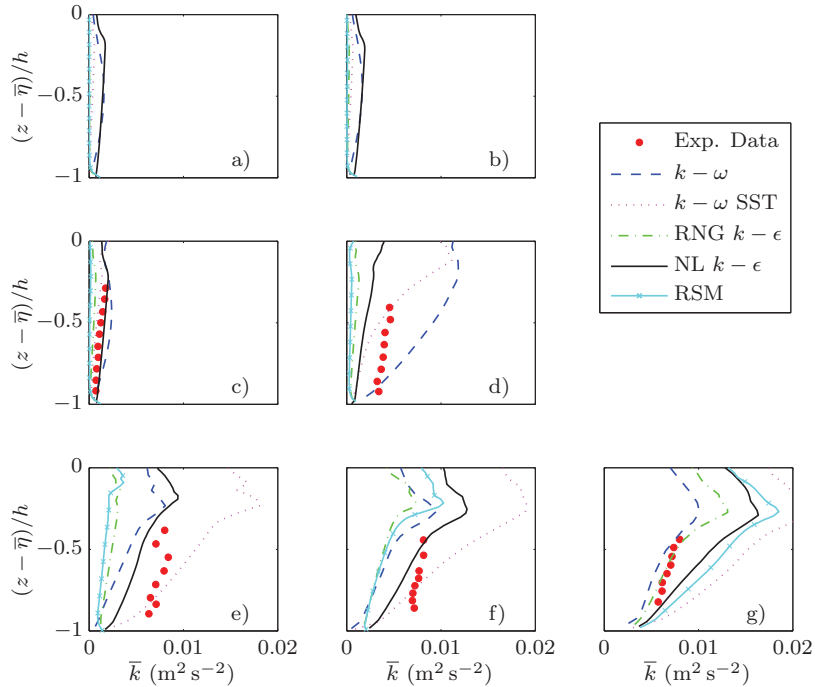 0
−0.5
−1
(z − η̅)/h
a)
b)
Exp. Data
k − ω
k − ω SST
RNG k − ϵ
NL k − ϵ
RSM
0
−0.5
−1
(z − η̅)/h
c)
d)
0
−0.5
−1
(z − η̅)/h
e)
f)
g)
0 0.01 0.02 0 0.01 0.02 0 0.01 0.02
k̅ (m² s⁻²) k̅ (m² s⁻²) k̅ (m² s⁻²)